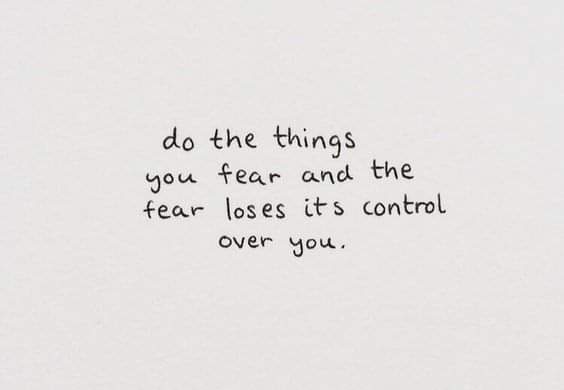 do the things
you fear and the
fear loses its control
over you.